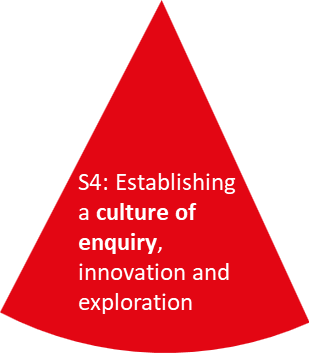 S4: Establishing
a culture of
enquiry,
innovation and
exploration